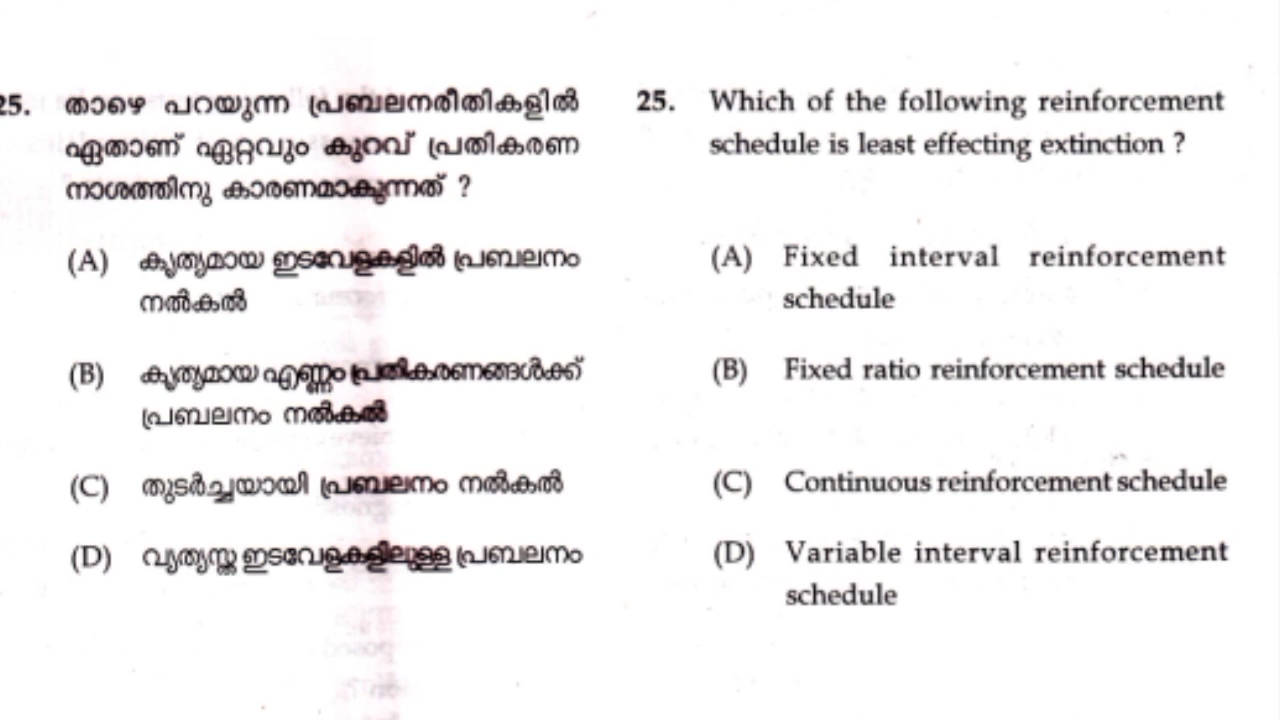 25. താഴെ പറയുന്ന പ്രബലനരീതികളിൽ
ഏതാണ് ഏറ്റവും കുറവ് പ്രതികരണ
നാശത്തിനു കാരണമാകുന്നത് ?
(A) കൃത്യമായ ഇടവേളകളിൽ പ്രബലനം
നൽകൽ
(B) കൃത്യമായ എണ്ണം പ്രതികരണങ്ങൾക്ക്
പ്രബലനം നൽകൽ
(C) തുടർച്ചയായി പ്രബലനം നൽകൽ
(D) വ്യത്യസ്ത ഇടവേളകളിലുള്ള പ്രബലനം
25. Which of the following reinforcement
schedule is least effecting extinction ?
(A) Fixed interval reinforcement
schedule
(B) Fixed ratio reinforcement schedule
(C) Continuous reinforcement schedule
(D) Variable interval reinforcement
schedule